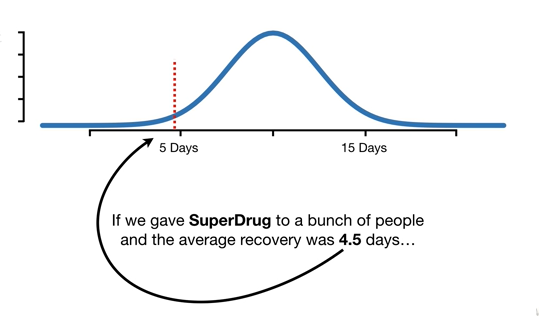 5 Days
15 Days
If we gave SuperDrug to a bunch of people
and the average recovery was 4.5 days…